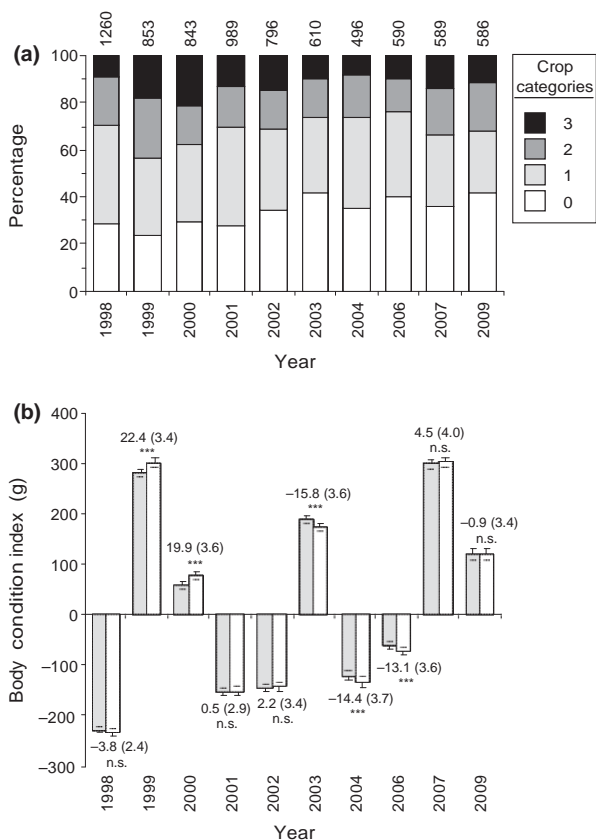 1260 853 843 989 796 610 496 590 589 586
(a)
100
80
60
40
20
0
Percentage
1998 1999 2000 2001 2002 2003 2004 2006 2007 2009
Year
Crop
categories
3
2
1
0
(b)
400
300
200
100
0
−100
−200
−300
Body condition index (g)
−3.8 (2.4)
n.s.
22.4 (3.4)
***
19.9 (3.6)
***
0.5 (2.9)
n.s.
2.2 (3.4)
n.s.
−15.8 (3.6)
***
−14.4 (3.7)
***
−13.1 (3.6)
***
4.5 (4.0)
n.s.
−0.9 (3.4)
n.s.
1998 1999 2000 2001 2002 2003 2004 2006 2007 2009
Year